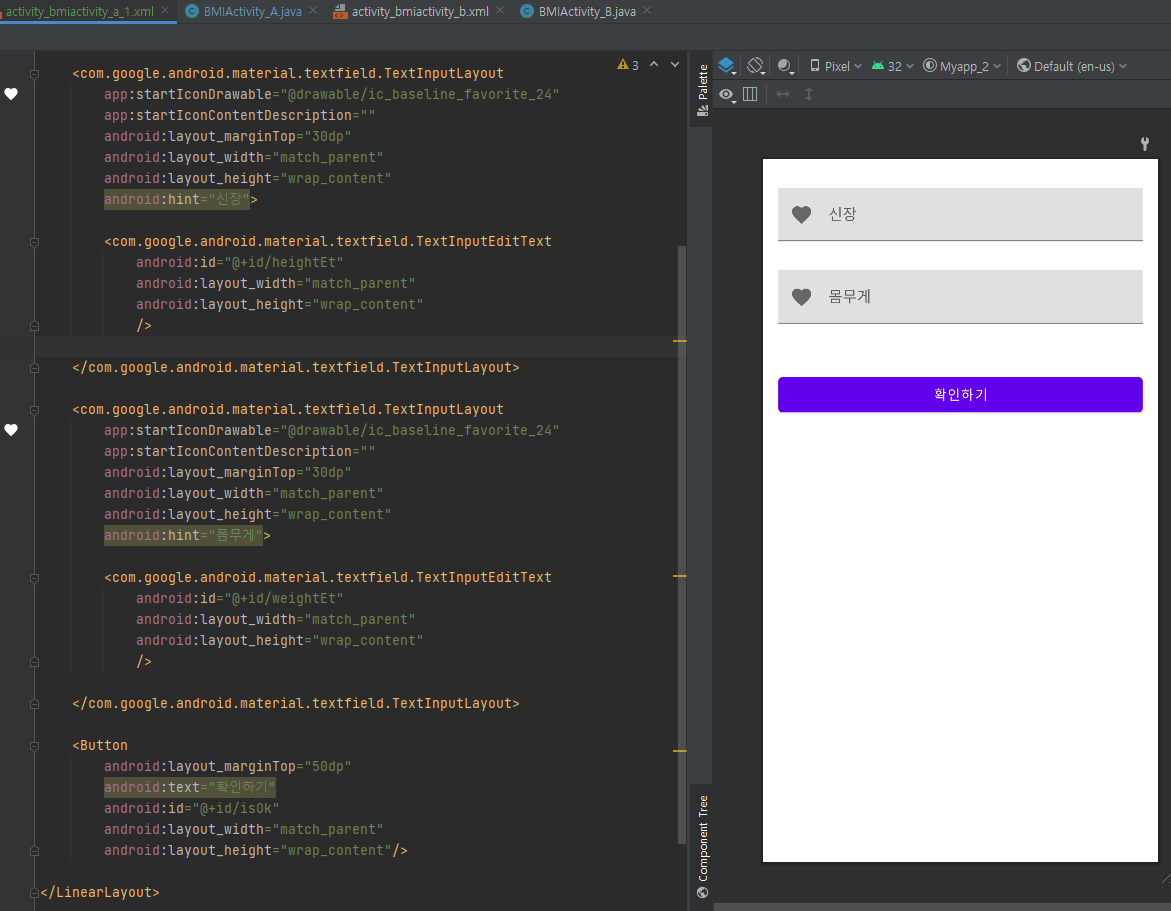 activity_bmiactivity_a_1.xml BMIActivity_A.java activity_bmiactivity_b.xml BMIActivity_B.java
3
<com.google.android.material.textfield.TextInputLayout
app:startIconDrawable="@drawable/ic_baseline_favorite_24"
app:startIconContentDescription=""
android:layout_marginTop="30dp"
android:layout_width="match_parent"
android:layout_height="wrap_content"
android:hint="신장">
<com.google.android.material.textfield.TextInputEditText
android:id="@+id/heightEt"
android:layout_width="match_parent"
android:layout_height="wrap_content"
/>
</com.google.android.material.textfield.TextInputLayout>
<com.google.android.material.textfield.TextInputLayout
app:startIconDrawable="@drawable/ic_baseline_favorite_24"
app:startIconContentDescription=""
android:layout_marginTop="30dp"
android:layout_width="match_parent"
android:layout_height="wrap_content"
android:hint="몸무게">
<com.google.android.material.textfield.TextInputEditText
android:id="@+id/weightEt"
android:layout_width="match_parent"
android:layout_height="wrap_content"
/>
</com.google.android.material.textfield.TextInputLayout>
<Button
android:layout_marginTop="50dp"
android:text="확인하기"
android:id="@+id/isOk"
android:layout_width="match_parent"
android:layout_height="wrap_content"/>
</LinearLayout>
Palette
Component Tree
Pixel 32 Myapp_2 Default (en-us)
신장
몸무게
확인하기